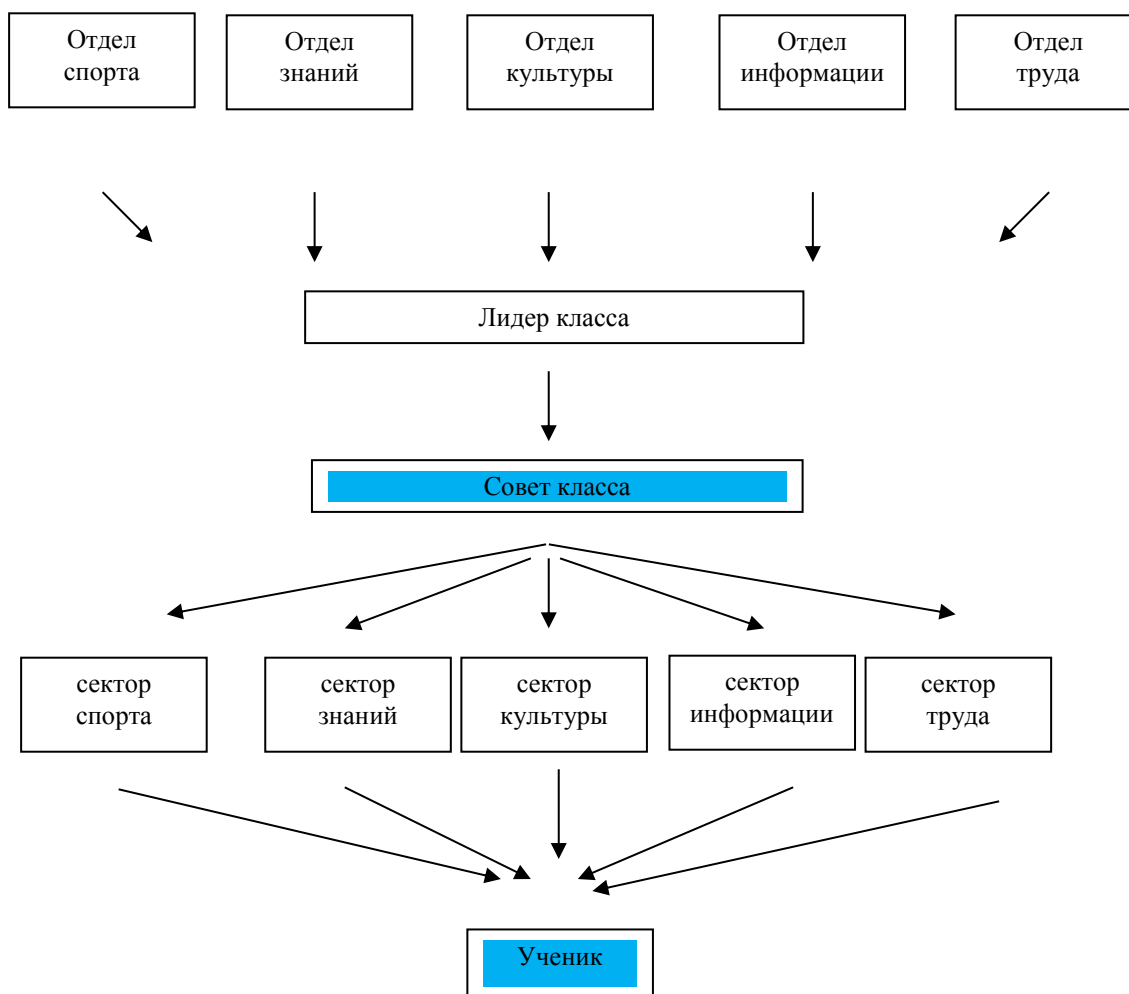 Отдел
спорта
Отдел
знаний
Отдел
культуры
Отдел
информации
Отдел
труда
Лидер класса
Совет класса
сектор
спорта
сектор
знаний
сектор
культуры
сектор
информации
сектор
труда
Ученик